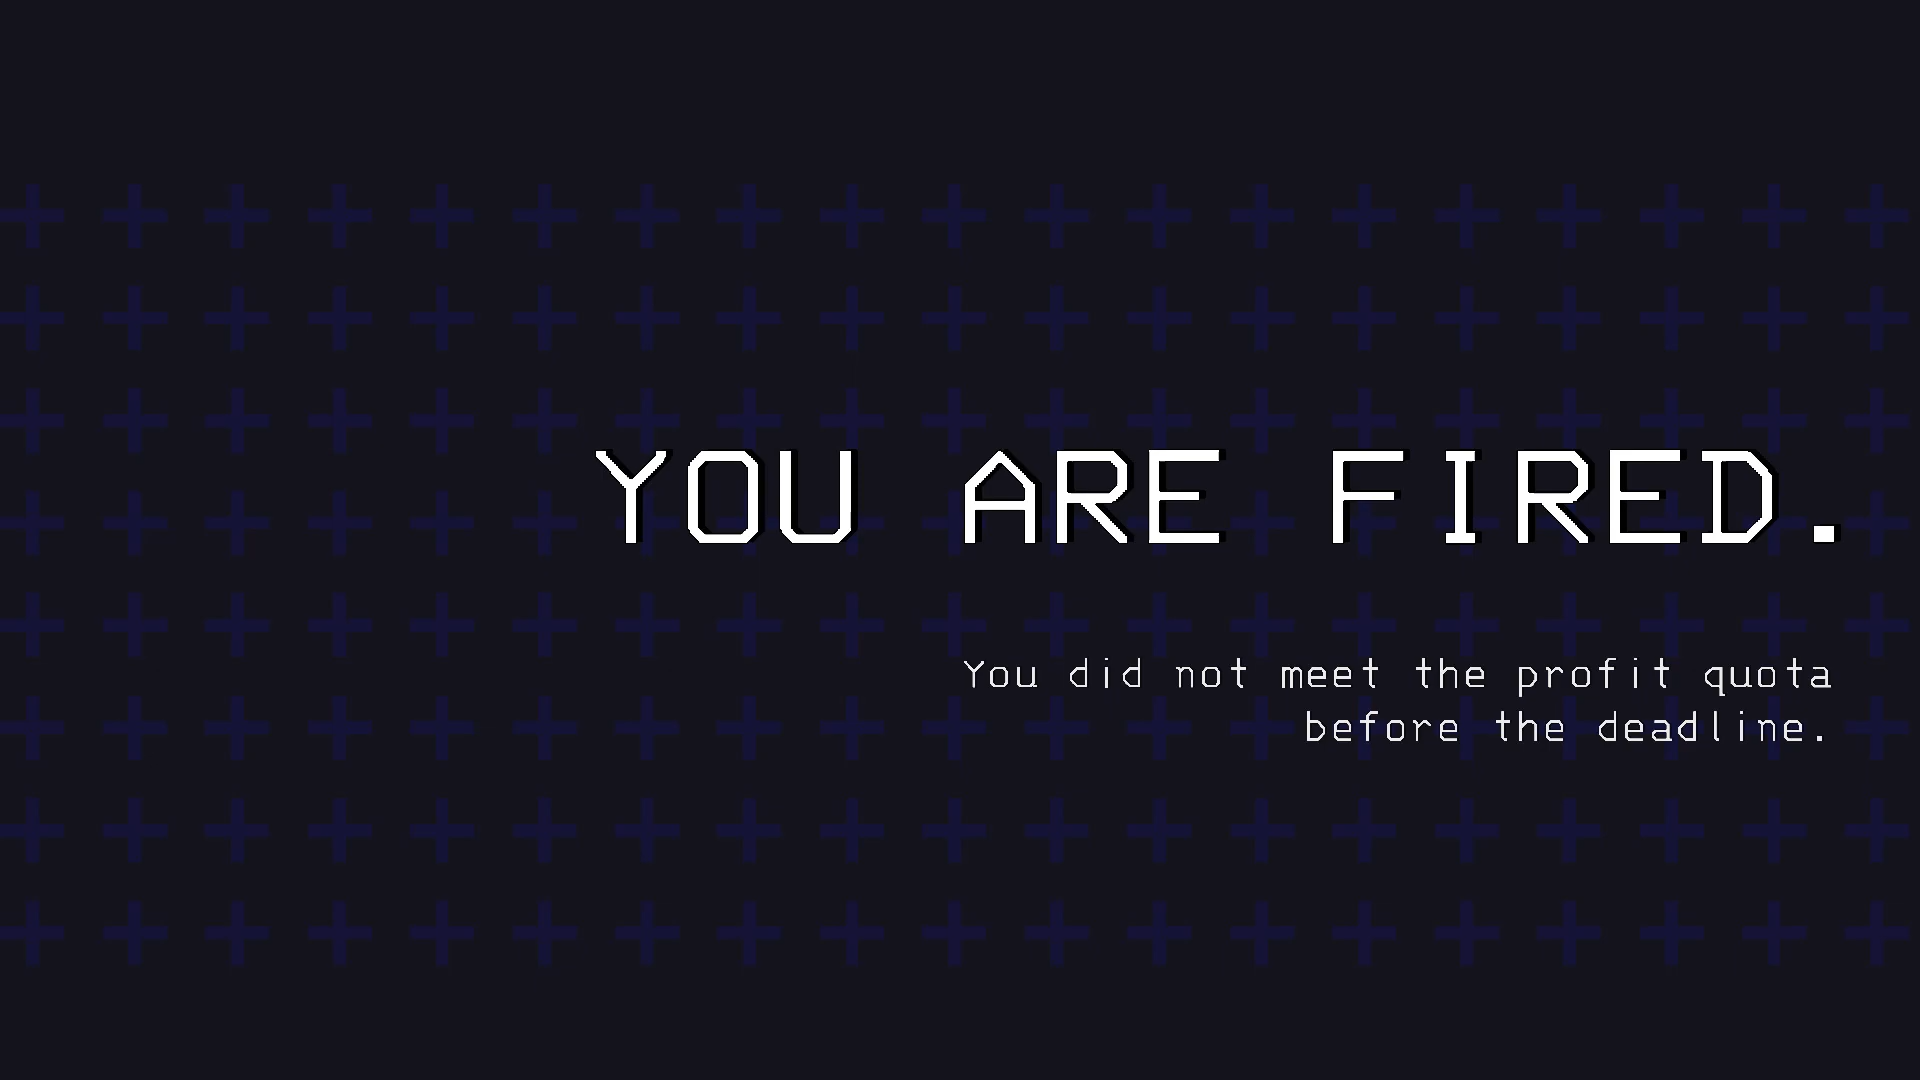 YOU ARE FIRED.
You did not meet the profit quota
before the deadline.